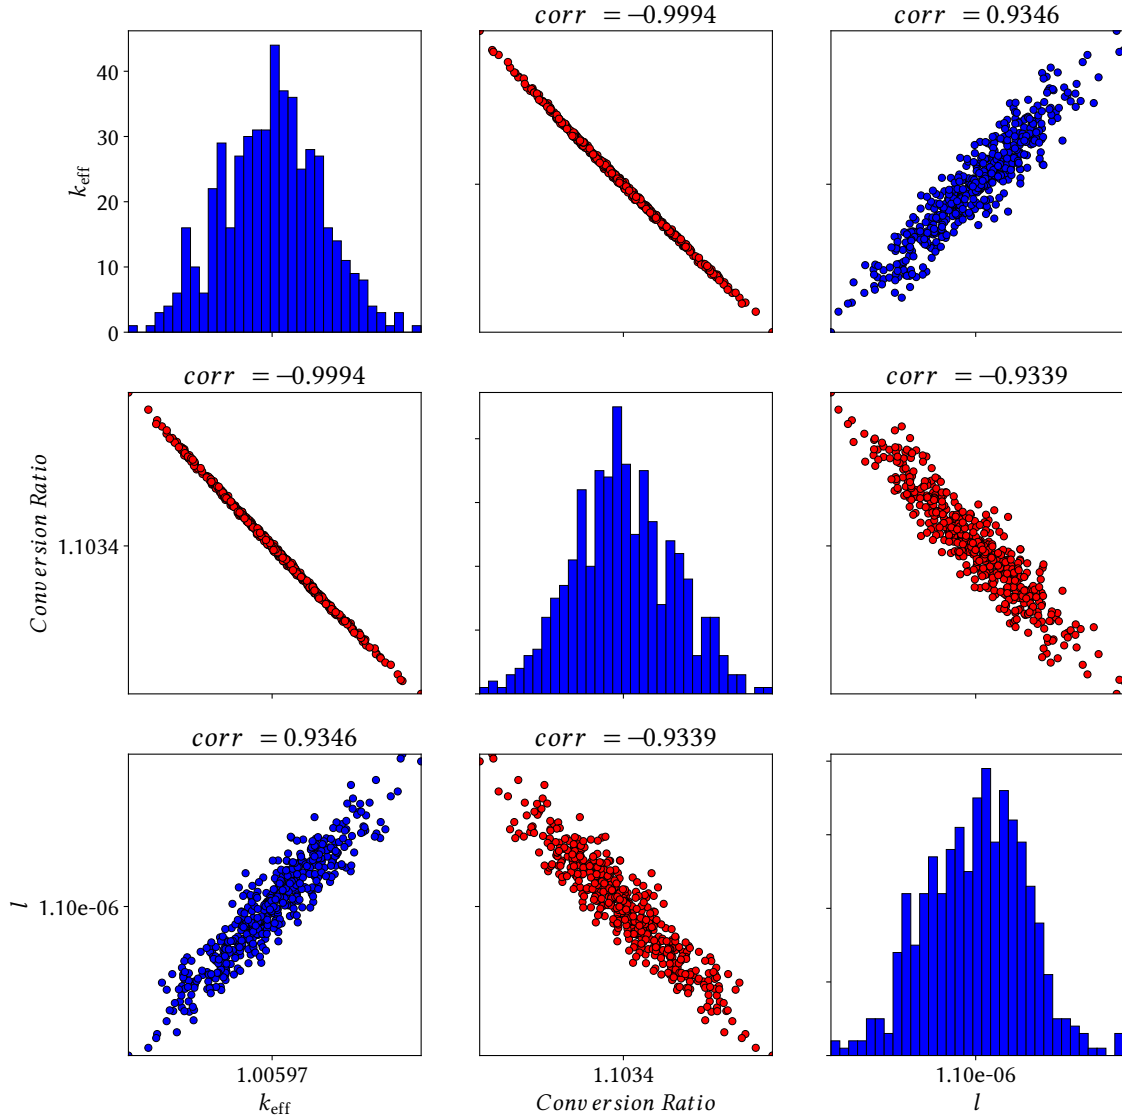 corr = −0.9994
corr = 0.9346
k_eff
40
30
20
10
0
corr = −0.9994
corr = −0.9339
Conversion Ratio
1.1034
corr = 0.9346
corr = −0.9339
l
1.10e-06
1.00597
1.1034
1.10e-06
k_eff
Conversion Ratio
l